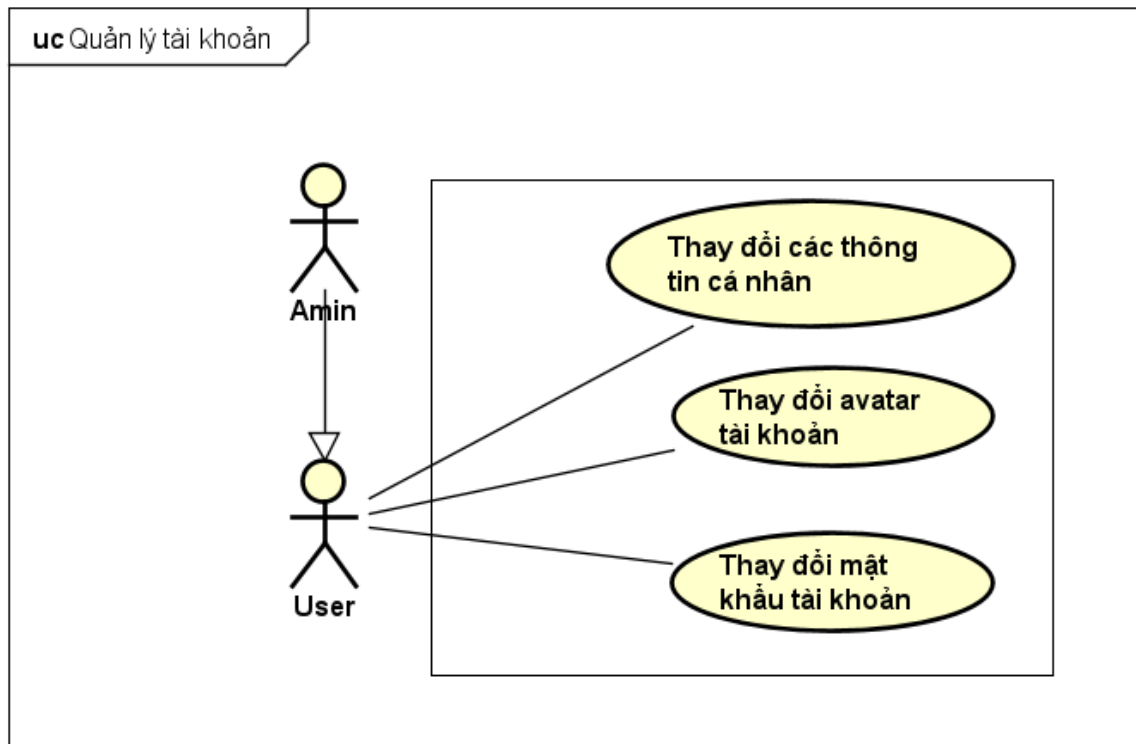 uc Quản lý tài khoản
Amin
Thay đổi các thông
tin cá nhân
Thay đổi avatar
tài khoản
Thay đổi mật
khẩu tài khoản
User